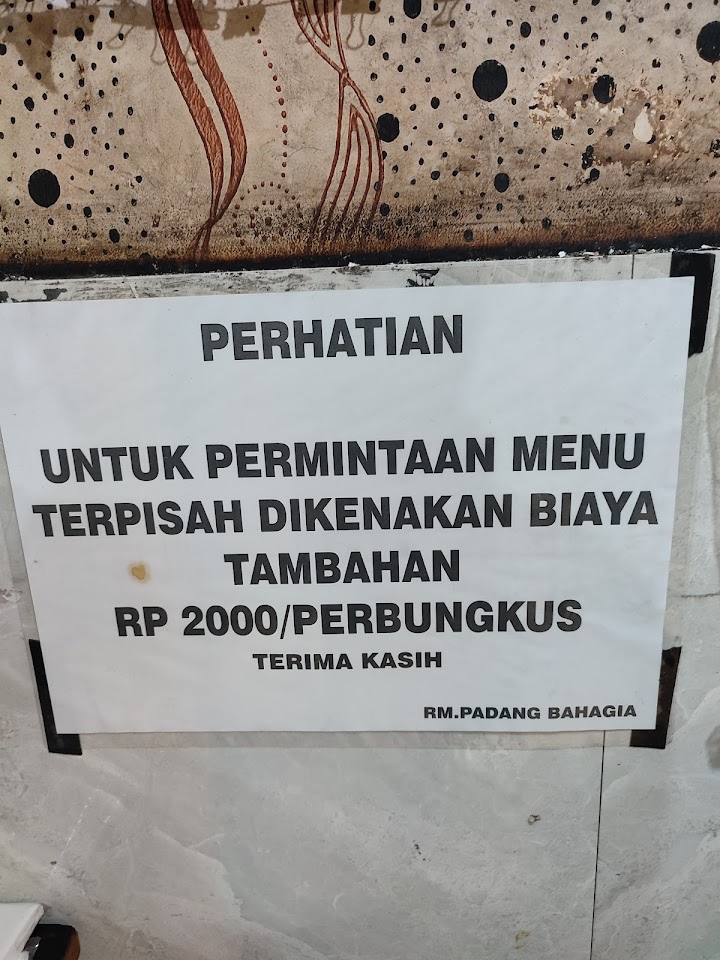 PERHATIAN
UNTUK PERMINTAAN MENU
TERPISAH DIKENAKAN BIAYA
TAMBAHAN
RP 2000/PERBUNGKUS
TERIMA KASIH
RM.PADANG BAHAGIA